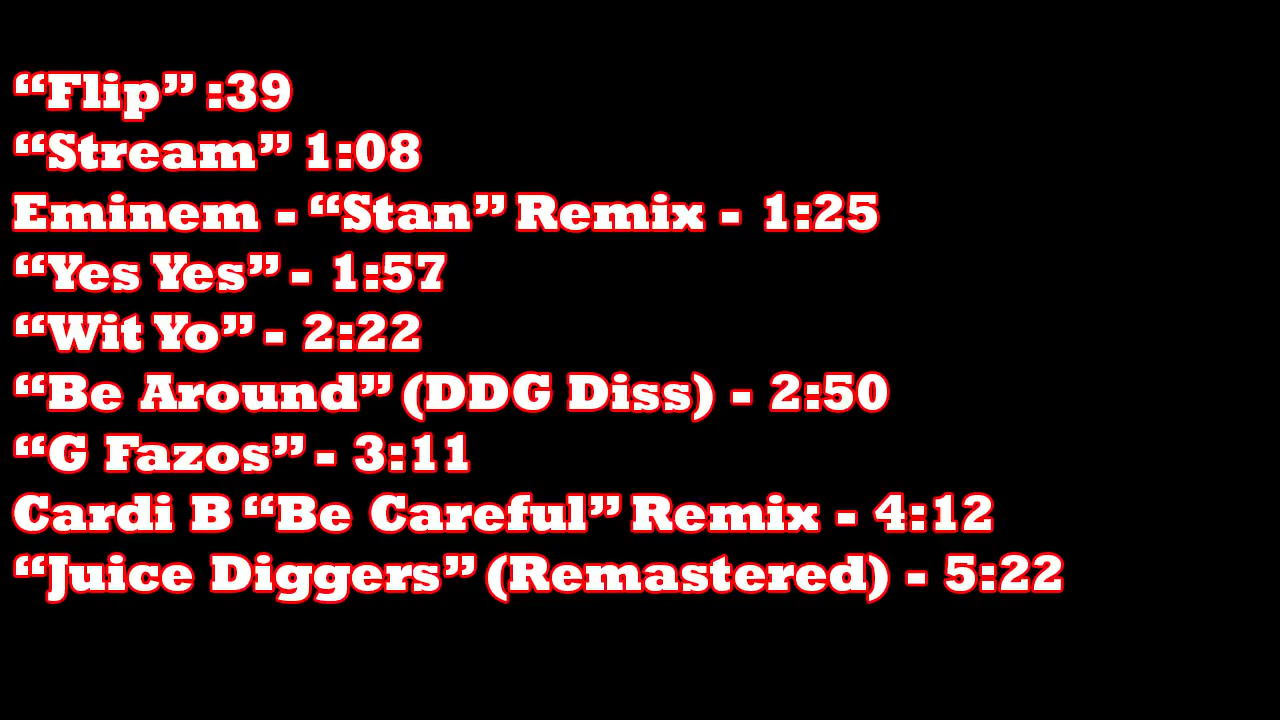 “Flip” :39
“Stream” 1:08
Eminem - “Stan” Remix - 1:25
“Yes Yes” - 1:57
“Wit Yo” - 2:22
“Be Around” (DDG Diss) - 2:50
“G Fazos” - 3:11
Cardi B “Be Careful” Remix - 4:12
“Juice Diggers” (Remastered) - 5:22